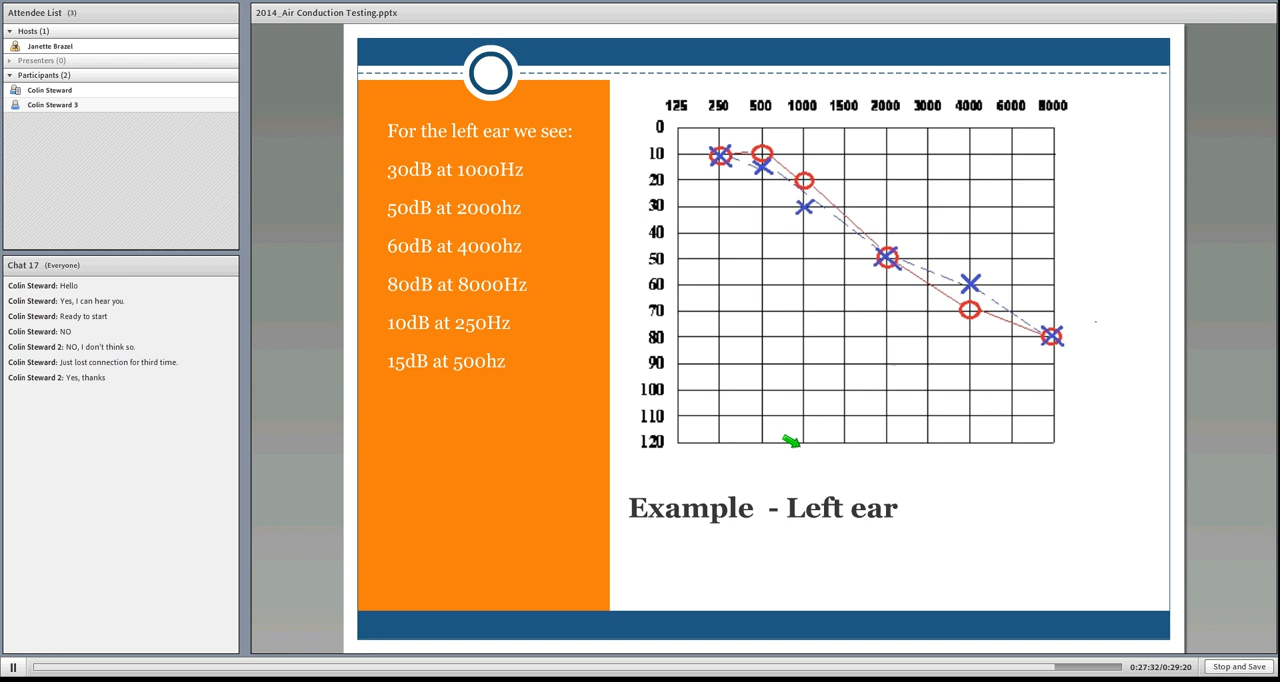 Attendee List (3)
Hosts (1)
Janette Brazel
Presenters (0)
Participants (2)
Colin Steward
Colin Steward 3
Chat 17 (Everyone)
Colin Steward: Hello
Colin Steward: Yes, I can hear you.
Colin Steward: Ready to start
Colin Steward: NO
Colin Steward 2: NO, I don't think so.
Colin Steward: Just lost connection for third time.
Colin Steward 2: Yes, thanks
2014_Air Conduction Testing.pptx
For the left ear we see:
30dB at 1000Hz
50dB at 2000hz
60dB at 4000hz
80dB at 8000Hz
10dB at 250Hz
15dB at 500hz
125 250 500 1000 1500 2000 3000 4000 6000 8000
0
10
20
30
40
50
60
70
80
90
100
110
120
Example - Left ear
0:27:32/0:29:20
Stop and Save